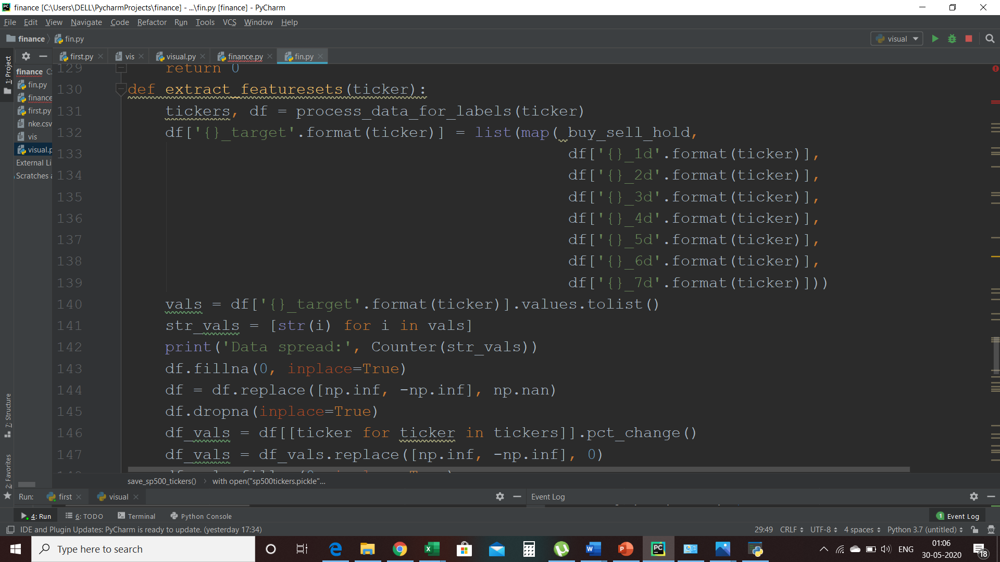 finance [C:\Users\DELL\PycharmProjects\finance] - ...\fin.py [finance] - PyCharm
File Edit View Navigate Code Refactor Run Tools VCS Window Help
finance fin.py
visual
first.py vis visual.py finance.py fin.py
1: Project
finance C:
fin.py
finance
first.py
nke.csv
vis
visual.p
External Li
Scratches a
129 return 0
130 def extract_featuresets(ticker):
131 tickers, df = process_data_for_labels(ticker)
132 df['{}_target'.format(ticker)] = list(map( buy_sell_hold,
133 df['{}_1d'.format(ticker)],
134 df['{}_2d'.format(ticker)],
135 df['{}_3d'.format(ticker)],
136 df['{}_4d'.format(ticker)],
137 df['{}_5d'.format(ticker)],
138 df['{}_6d'.format(ticker)],
139 df['{}_7d'.format(ticker)]))
140 vals = df['{}_target'.format(ticker)].values.tolist()
141 str_vals = [str(i) for i in vals]
142 print('Data spread:', Counter(str_vals))
143 df.fillna(0, inplace=True)
144 df = df.replace([np.inf, -np.inf], np.nan)
145 df.dropna(inplace=True)
146 df_vals = df[[ticker for ticker in tickers]].pct_change()
147 df_vals = df_vals.replace([np.inf, -np.inf], 0)
7: Structure
2: Favorites
save_sp500_tickers() with open("sp500tickers.pickle"...
Run: first visual
Event Log
4: Run 6: TODO Terminal Python Console
1 Event Log
IDE and Plugin Updates: PyCharm is ready to update. (yesterday 17:34)
29:49 CRLF UTF-8 4 spaces Python 3.7 (untitled)
Type here to search
ENG
01:06
30-05-2020
18